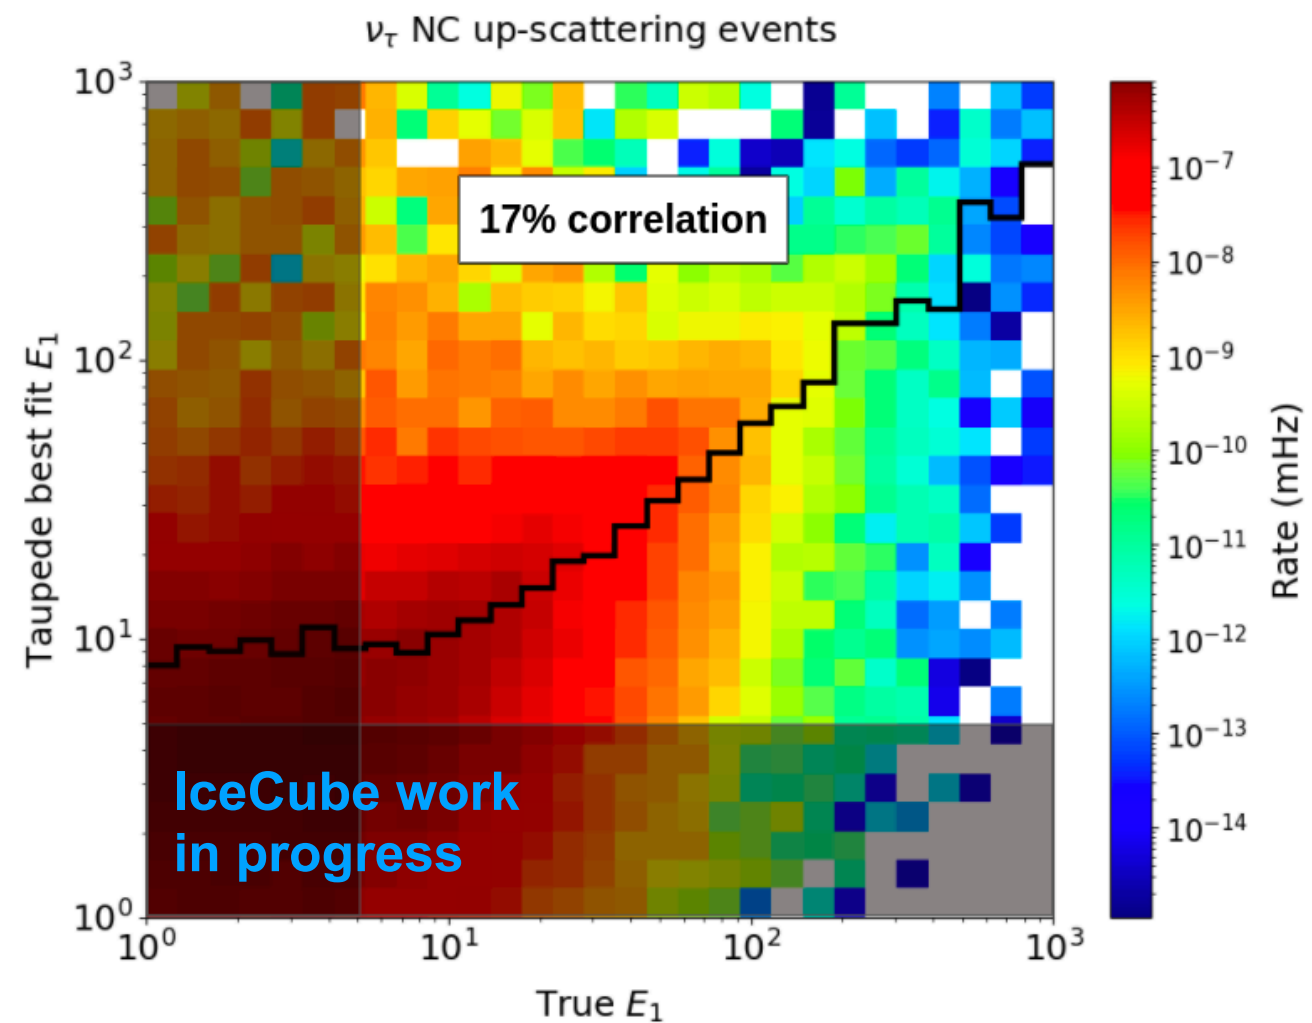 ν_τ NC up-scattering events
10³
10²
10¹
10⁰
Taupede best fit E₁
17% correlation
IceCube work
in progress
10⁰ 10¹ 10² 10³
True E₁
10⁻⁷
10⁻⁸
10⁻⁹
10⁻¹⁰
10⁻¹¹
10⁻¹²
10⁻¹³
10⁻¹⁴
Rate (mHz)